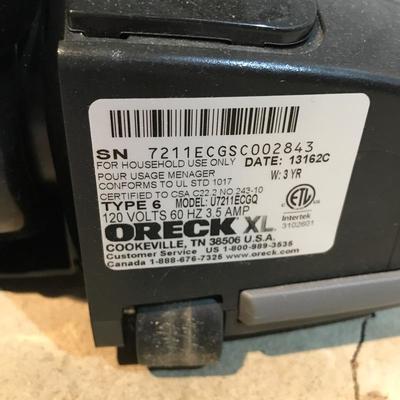 SN 7211ECGSC002843
FOR HOUSEHOLD USE ONLY DATE: 13162C
POUR USAGE MENAGER W: 3 YR
CONFORMS TO UL STD 1017
CERTIFIED TO CSA C22.2 NO 243-10
TYPE 6 MODEL: U7211ECGQ
120 VOLTS 60 HZ 3.5 AMP
ETL
Intertek
3102601
ORECK XL
COOKEVILLE, TN 38506 U.S.A.
Customer Service US 1-800-989-3535
Canada 1-888-676-7325 www.oreck.com